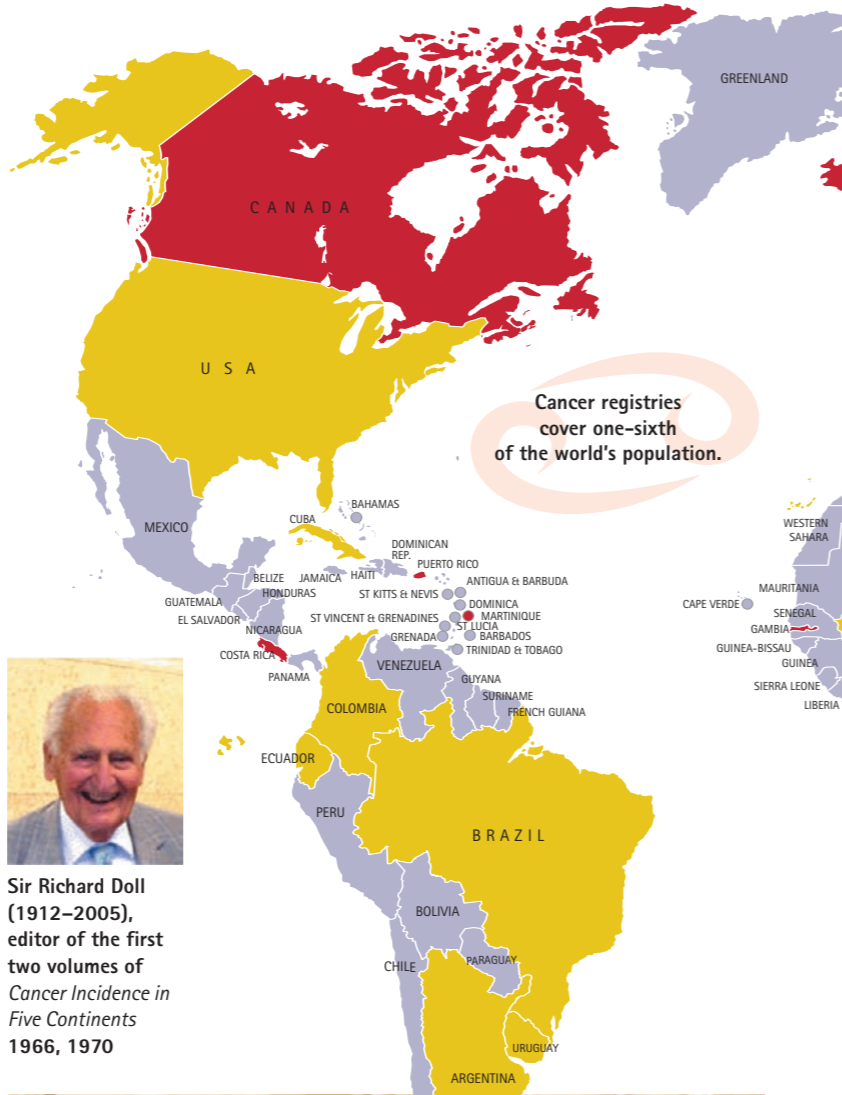 GREENLAND
CANADA
USA
Cancer registries
cover one-sixth
of the world's population.
MEXICO
CUBA
BAHAMAS
DOMINICAN
REP.
PUERTO RICO
BELIZE
JAMAICA
HAITI
ANTIGUA & BARBUDA
HONDURAS
ST KITTS & NEVIS
GUATEMALA
DOMINICA
EL SALVADOR
ST VINCENT & GRENADINES
MARTINIQUE
NICARAGUA
ST LUCIA
GRENADA
BARBADOS
COSTA RICA
TRINIDAD & TOBAGO
PANAMA
VENEZUELA
GUYANA
SURINAME
FRENCH GUIANA
COLOMBIA
ECUADOR
PERU
BRAZIL
BOLIVIA
PARAGUAY
CHILE
URUGUAY
ARGENTINA
WESTERN
SAHARA
MAURITANIA
CAPE VERDE
SENEGAL
GAMBIA
GUINEA-BISSAU
GUINEA
SIERRA LEONE
LIBERIA
Sir Richard Doll
(1912–2005),
editor of the first
two volumes of
Cancer Incidence in
Five Continents
1966, 1970